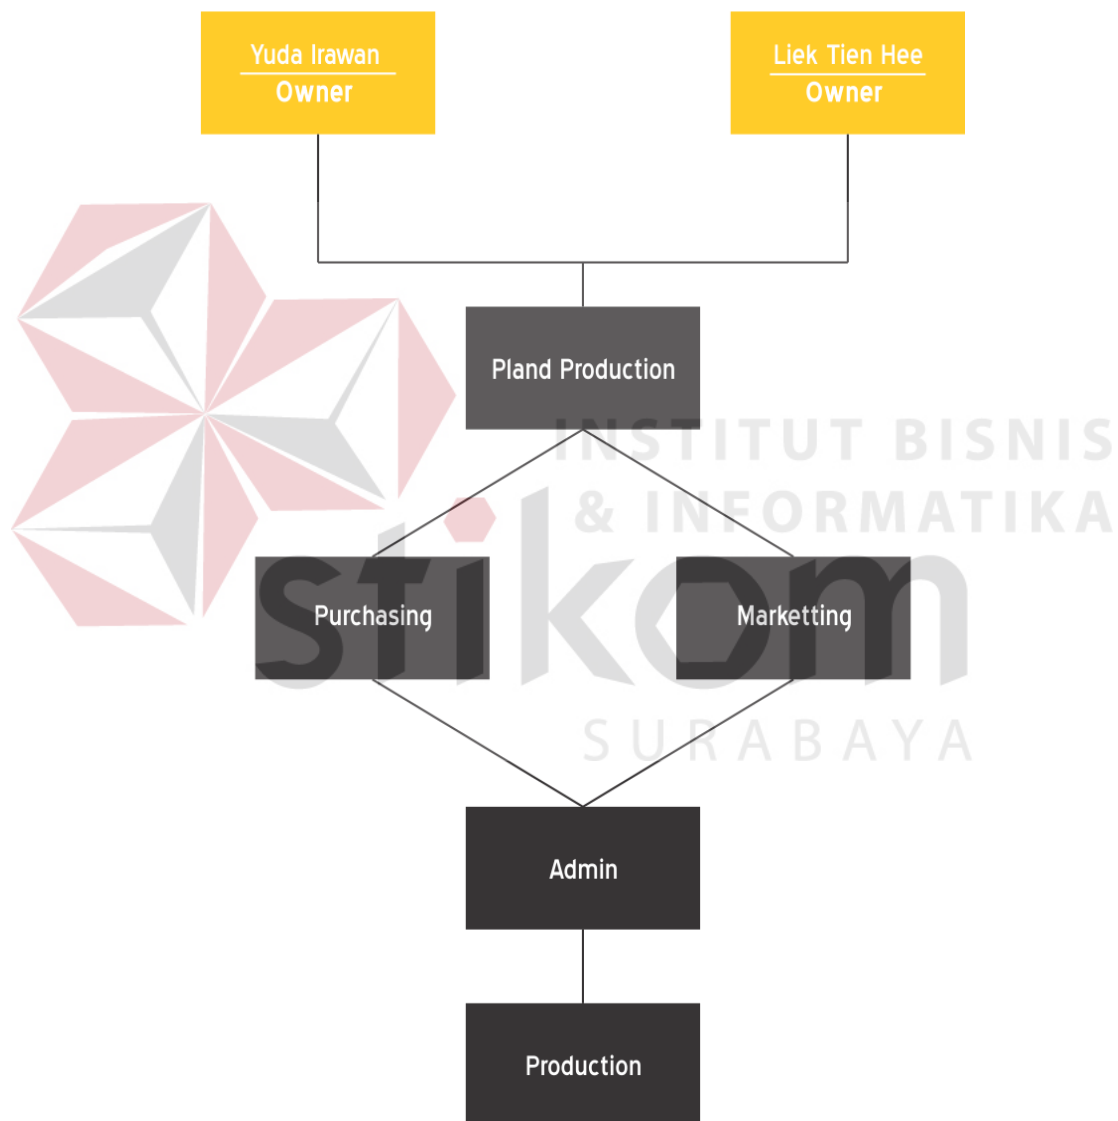 Yuda Irawan
Owner
Liek Tien Hee
Owner
Pland Production
INSTITUT BISNIS
& INFORMATIKA
stikom
SURABAYA
Purchasing
Marketting
Admin
Production